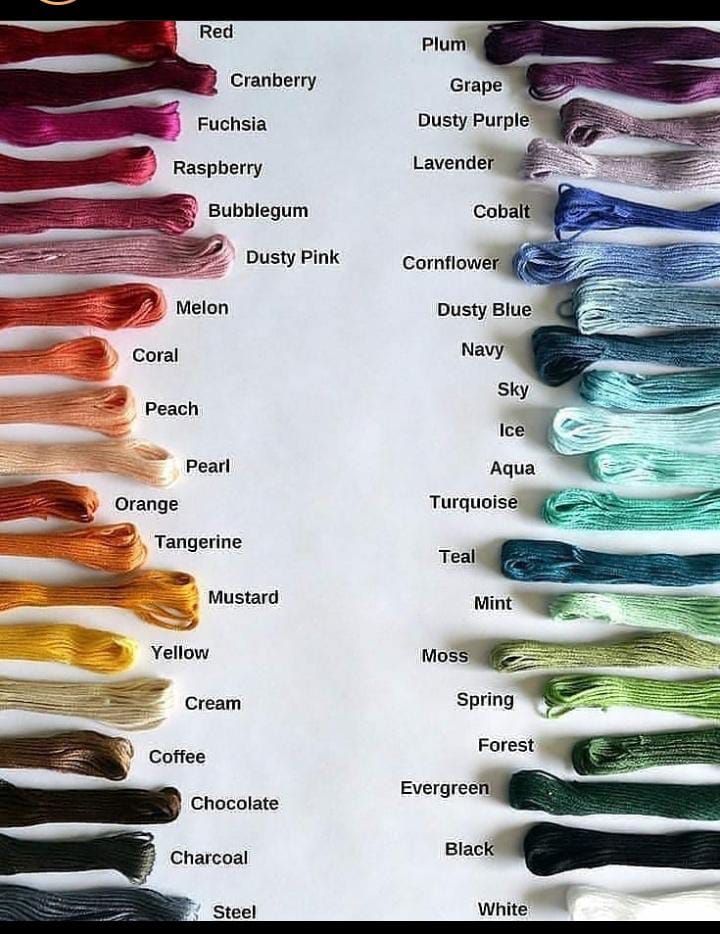 Red
Cranberry
Fuchsia
Raspberry
Bubblegum
Dusty Pink
Melon
Coral
Peach
Pearl
Orange
Tangerine
Mustard
Yellow
Cream
Coffee
Chocolate
Charcoal
Steel
Plum
Grape
Dusty Purple
Lavender
Cobalt
Cornflower
Dusty Blue
Navy
Sky
Ice
Aqua
Turquoise
Teal
Mint
Moss
Spring
Forest
Evergreen
Black
White